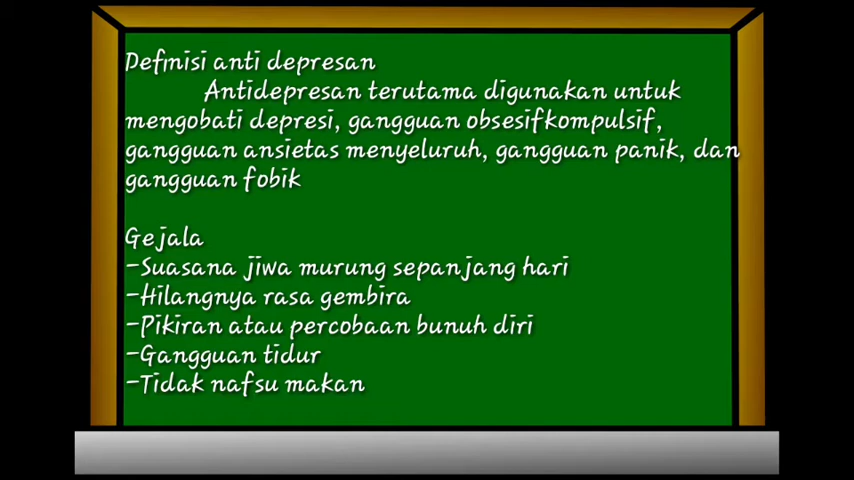 Definisi anti depresan
Antidepresan terutama digunakan untuk
mengobati depresi, gangguan obsesifkompulsif,
gangguan ansietas menyeluruh, gangguan panik, dan
gangguan fobik
Gejala
-Suasana jiwa murung sepanjang hari
-Hilangnya rasa gembira
-Pikiran atau percobaan bunuh diri
-Gangguan tidur
-Tidak nafsu makan